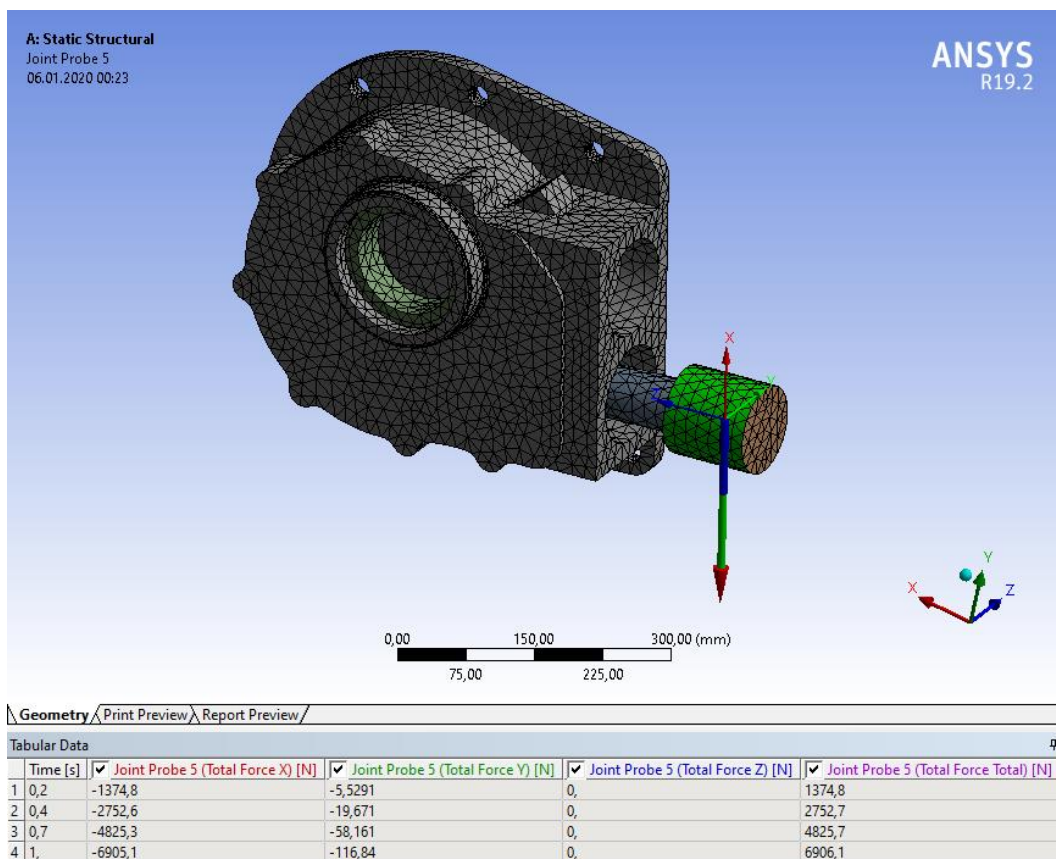 A: Static Structural
Joint Probe 5
06.01.2020 00:23
ANSYS
R19.2
X
Y
Z
Y
X
Z
0,00 150,00 300,00 (mm)
75,00 225,00
Geometry Print Preview Report Preview
Tabular Data
Time [s] Joint Probe 5 (Total Force X) [N] Joint Probe 5 (Total Force Y) [N] Joint Probe 5 (Total Force Z) [N] Joint Probe 5 (Total Force Total) [N]
1 0,2 -1374,8 -5,5291 0, 1374,8
2 0,4 -2752,6 -19,671 0, 2752,7
3 0,7 -4825,3 -58,161 0, 4825,7
4 1, -6905,1 -116,84 0, 6906,1